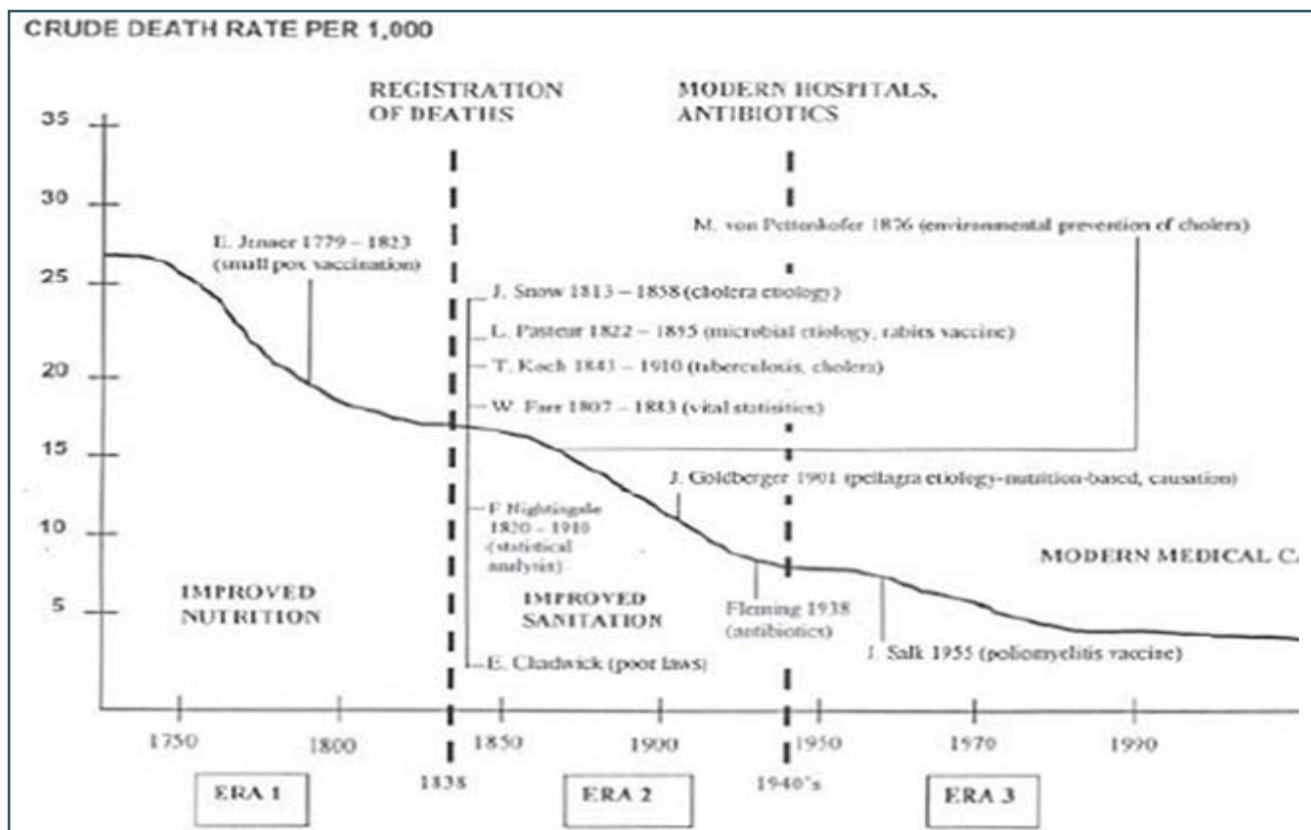 CRUDE DEATH RATE PER 1,000
REGISTRATION
OF DEATHS
MODERN HOSPITALS,
ANTIBIOTICS
35
30
25
20
15
10
5
M. von Pettenkofer 1876 (environmental prevention of cholera)
E. Jenner 1779 – 1823
(small pox vaccination)
J. Snow 1813 – 1858 (cholera etiology)
L. Pasteur 1822 – 1895 (microbial etiology, rabies vaccine)
T. Koch 1843 – 1910 (tuberculosis, cholera)
W. Farr 1807 – 1883 (vital statisitics)
J. Goldberger 1901 (pellagra etiology-nutrition-based, causation)
F Nightingale
1820 – 1910
(statistical
analysis)
MODERN MEDICAL CA
IMPROVED
NUTRITION
IMPROVED
SANITATION
Fleming 1938
(antibiotics)
J. Salk 1955 (poliomyelitis vaccine)
E. Chadwick (poor laws)
1750
1800
1850
1900
1950
1970
1990
1838
1940's
ERA 1
ERA 2
ERA 3